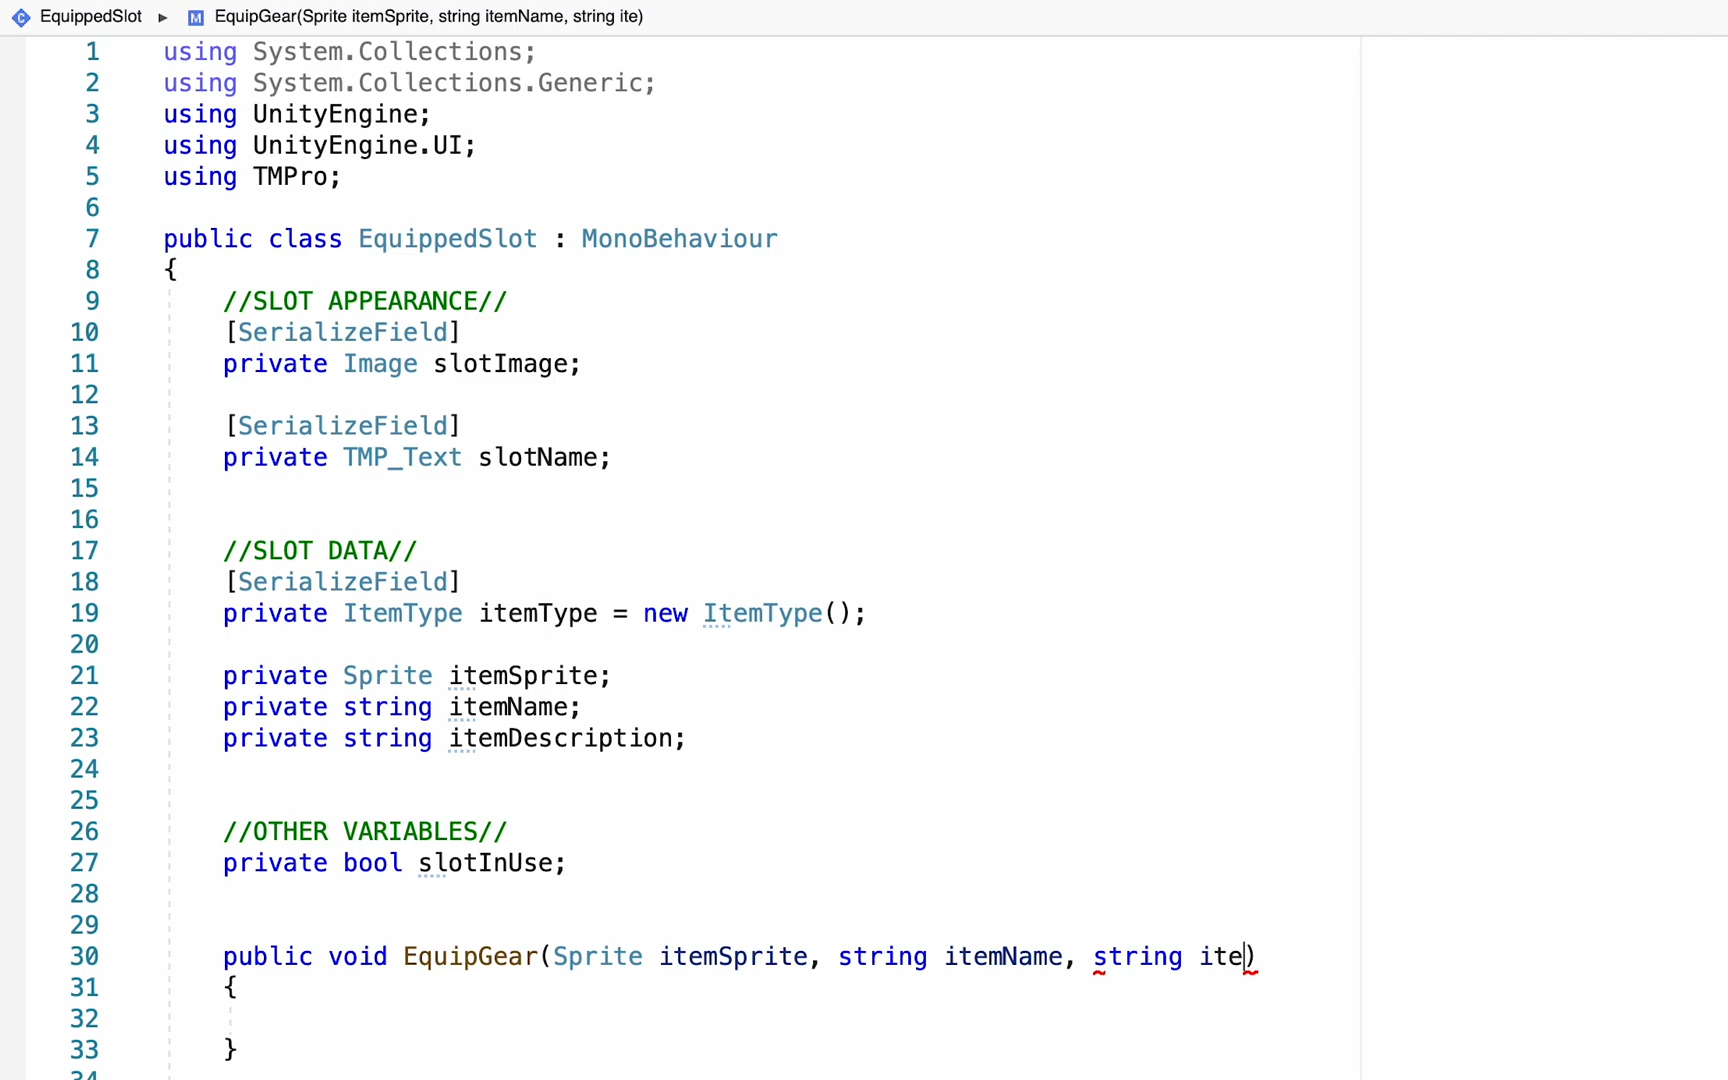 EquippedSlot ▸ M EquipGear(Sprite itemSprite, string itemName, string ite)
1 using System.Collections;
2 using System.Collections.Generic;
3 using UnityEngine;
4 using UnityEngine.UI;
5 using TMPro;
6
7 public class EquippedSlot : MonoBehaviour
8 {
9 //SLOT APPEARANCE//
10 [SerializeField]
11 private Image slotImage;
12
13 [SerializeField]
14 private TMP_Text slotName;
15
16
17 //SLOT DATA//
18 [SerializeField]
19 private ItemType itemType = new ItemType();
20
21 private Sprite itemSprite;
22 private string itemName;
23 private string itemDescription;
24
25
26 //OTHER VARIABLES//
27 private bool slotInUse;
28
29
30 public void EquipGear(Sprite itemSprite, string itemName, string ite)
31 {
32
33 }
34